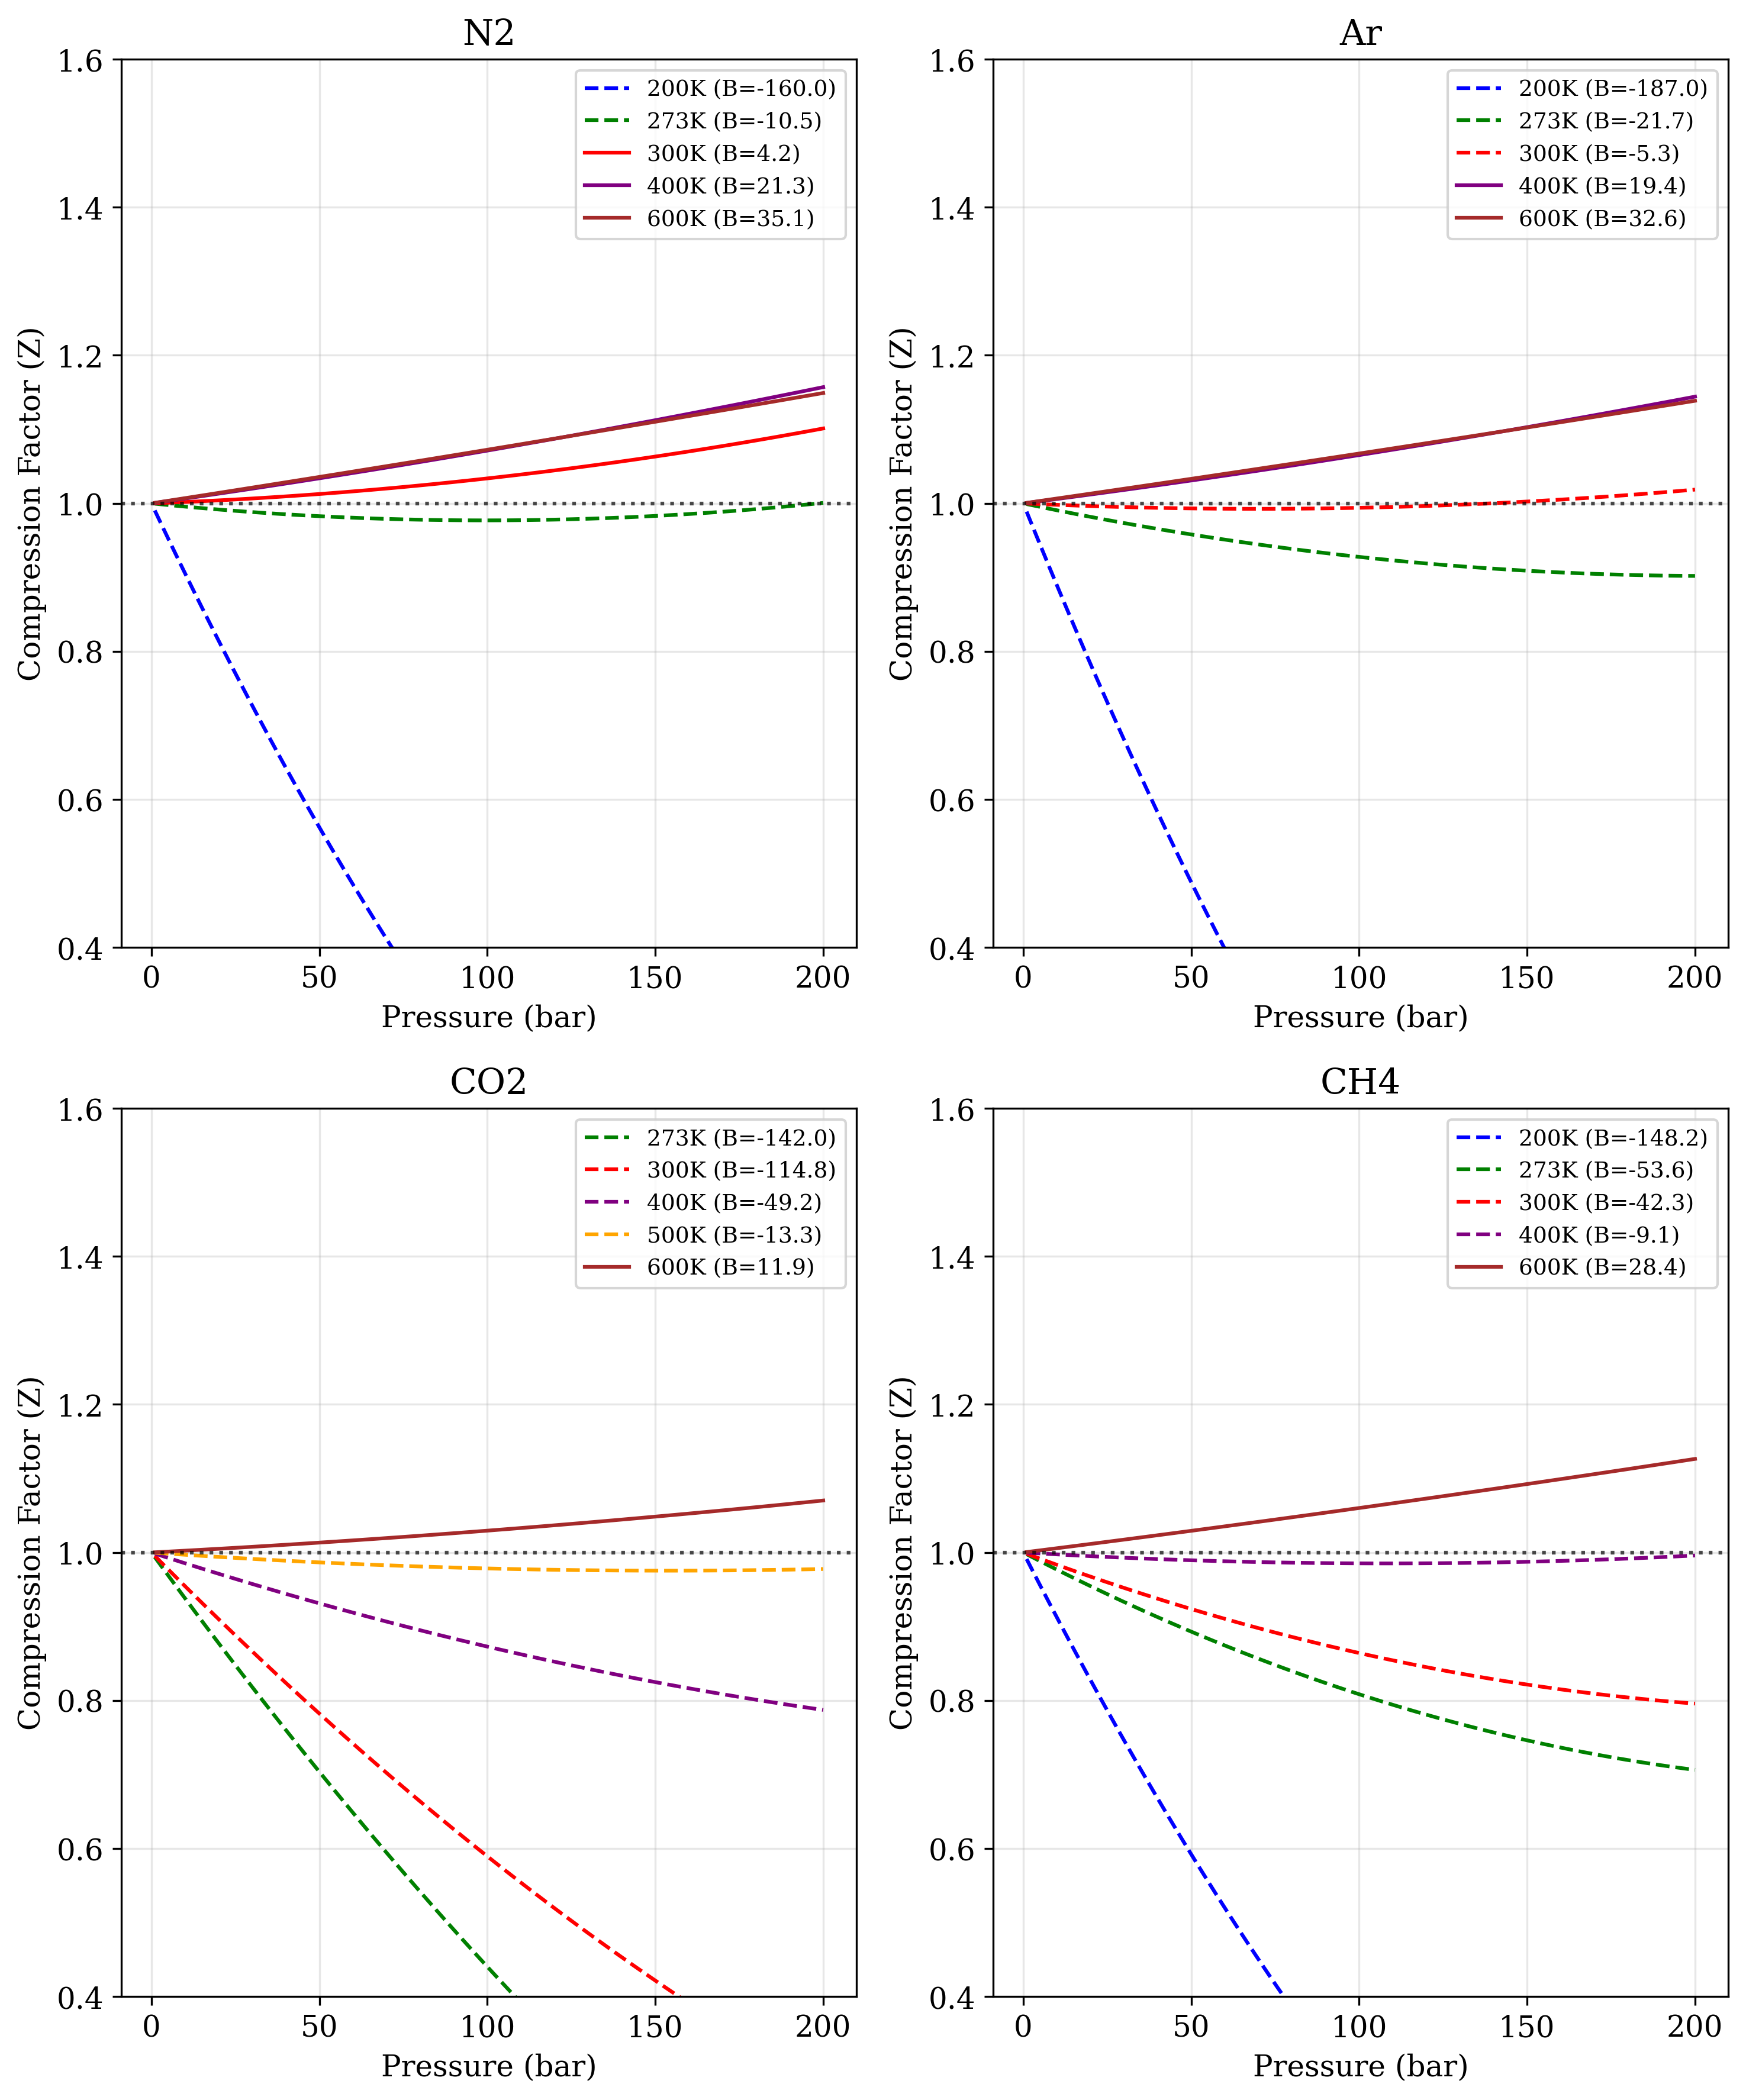 N2
1.6
1.4
1.2
1.0
0.8
0.6
0.4
Compression Factor (Z)
200K (B=-160.0)
273K (B=-10.5)
300K (B=4.2)
400K (B=21.3)
600K (B=35.1)
0 50 100 150 200
Pressure (bar)
Ar
1.6
1.4
1.2
1.0
0.8
0.6
0.4
Compression Factor (Z)
200K (B=-187.0)
273K (B=-21.7)
300K (B=-5.3)
400K (B=19.4)
600K (B=32.6)
0 50 100 150 200
Pressure (bar)
CO2
1.6
1.4
1.2
1.0
0.8
0.6
0.4
Compression Factor (Z)
273K (B=-142.0)
300K (B=-114.8)
400K (B=-49.2)
500K (B=-13.3)
600K (B=11.9)
0 50 100 150 200
Pressure (bar)
CH4
1.6
1.4
1.2
1.0
0.8
0.6
0.4
Compression Factor (Z)
200K (B=-148.2)
273K (B=-53.6)
300K (B=-42.3)
400K (B=-9.1)
600K (B=28.4)
0 50 100 150 200
Pressure (bar)